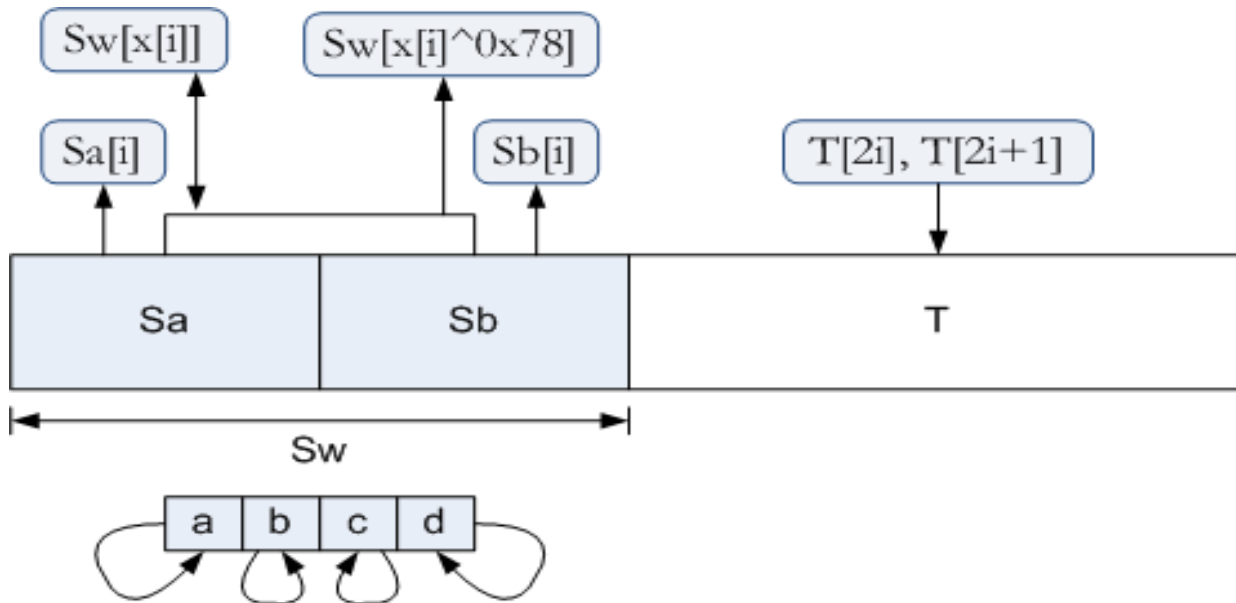 Sw[x[i]]
Sw[x[i]^0x78]
Sa[i]
Sb[i]
T[2i], T[2i+1]
Sa
Sb
T
Sw
a
b
c
d